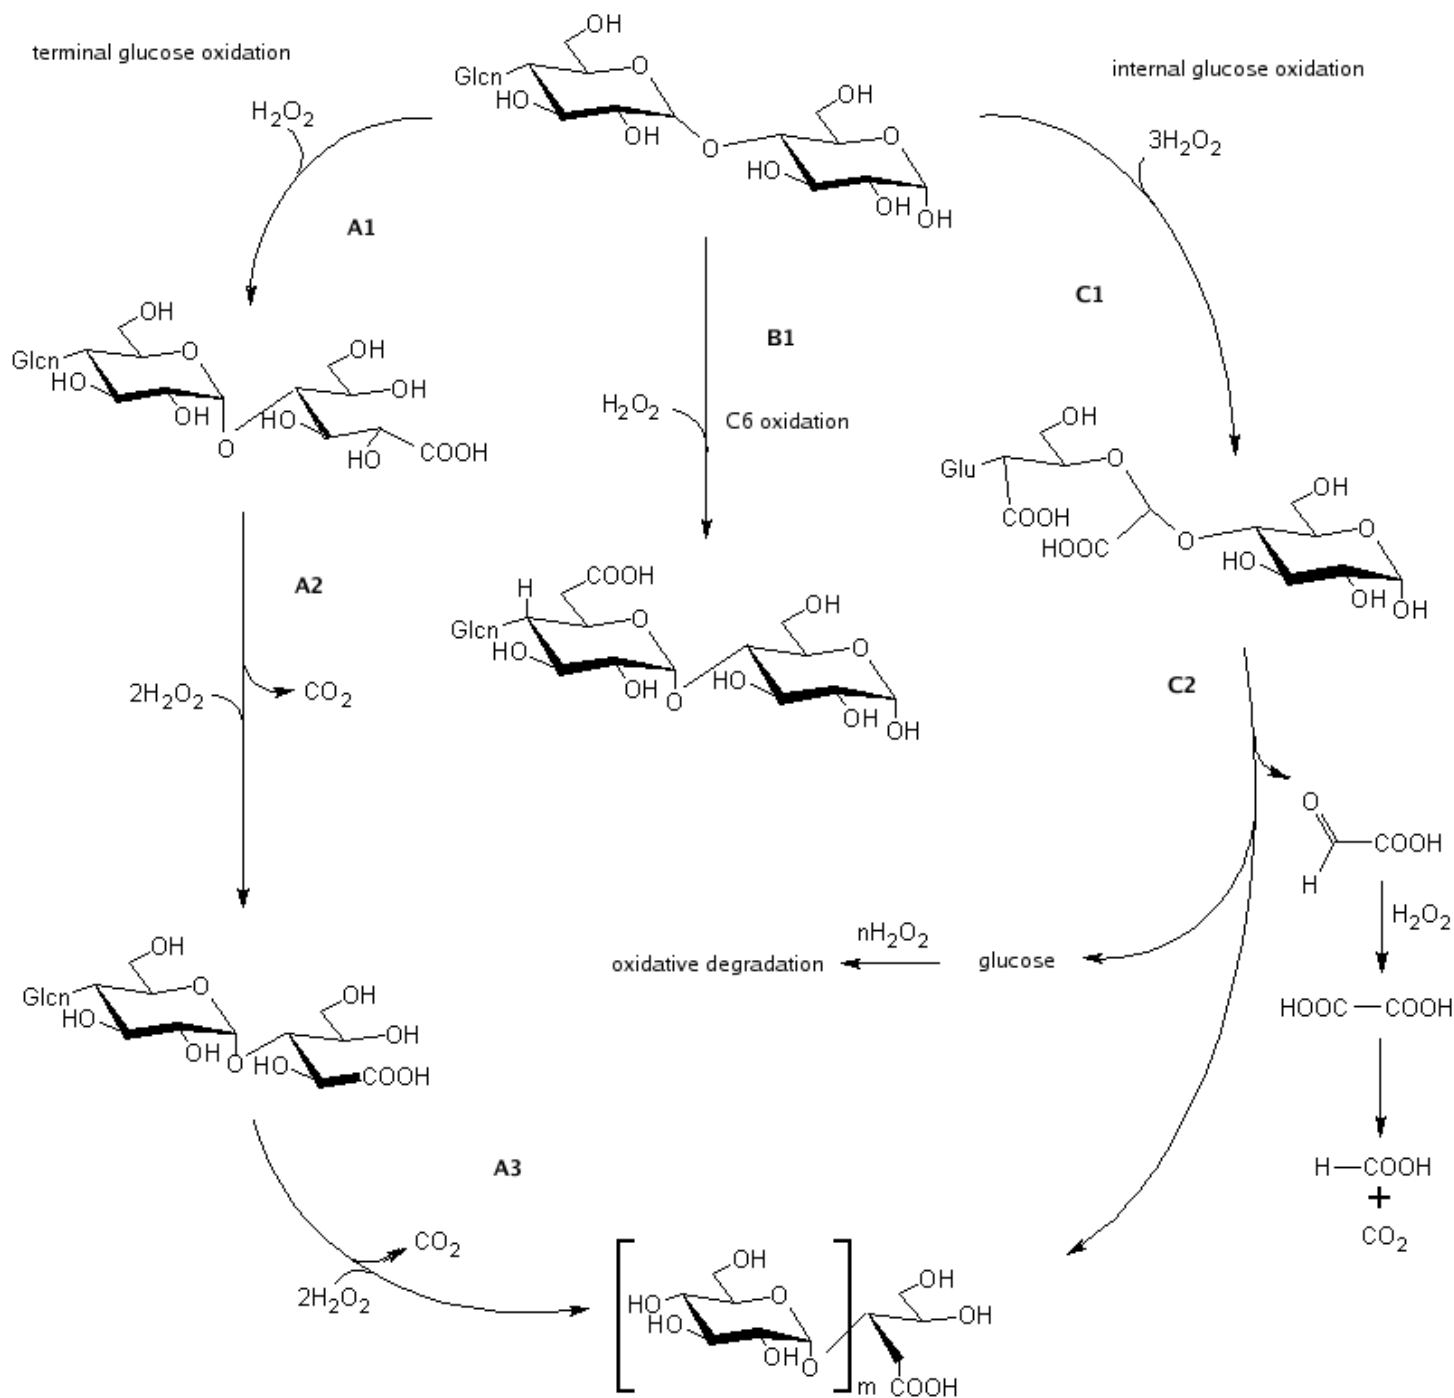 terminal glucose oxidation
internal glucose oxidation
OH
Glcn
O
HO
OH
O
OH
O
HO
OH
OH
H₂O₂
3H₂O₂
A1
B1
C1
H₂O₂
C6 oxidation
OH
Glcn
O
HO
OH
O
OH
OH
HO
HO
COOH
OH
Glu
O
COOH
HOOC
O
OH
O
HO
OH
OH
A2
2H₂O₂
CO₂
H
COOH
Glcn
O
HO
OH
O
OH
O
HO
OH
OH
C2
O
H
COOH
H₂O₂
nH₂O₂
oxidative degradation
glucose
HOOC
COOH
H
COOH
+
CO₂
OH
Glcn
O
HO
OH
O
OH
OH
HO
COOH
A3
CO₂
2H₂O₂
OH
HO
O
HO
OH
O
m
OH
OH
COOH